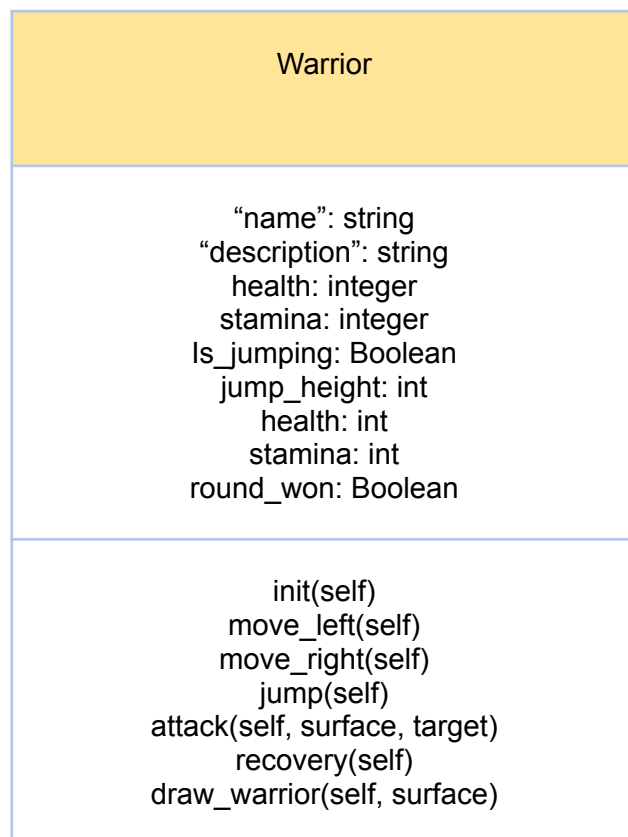 Warrior
“name”: string
“description”: string
health: integer
stamina: integer
Is_jumping: Boolean
jump_height: int
health: int
stamina: int
round_won: Boolean
init(self)
move_left(self)
move_right(self)
jump(self)
attack(self, surface, target)
recovery(self)
draw_warrior(self, surface)